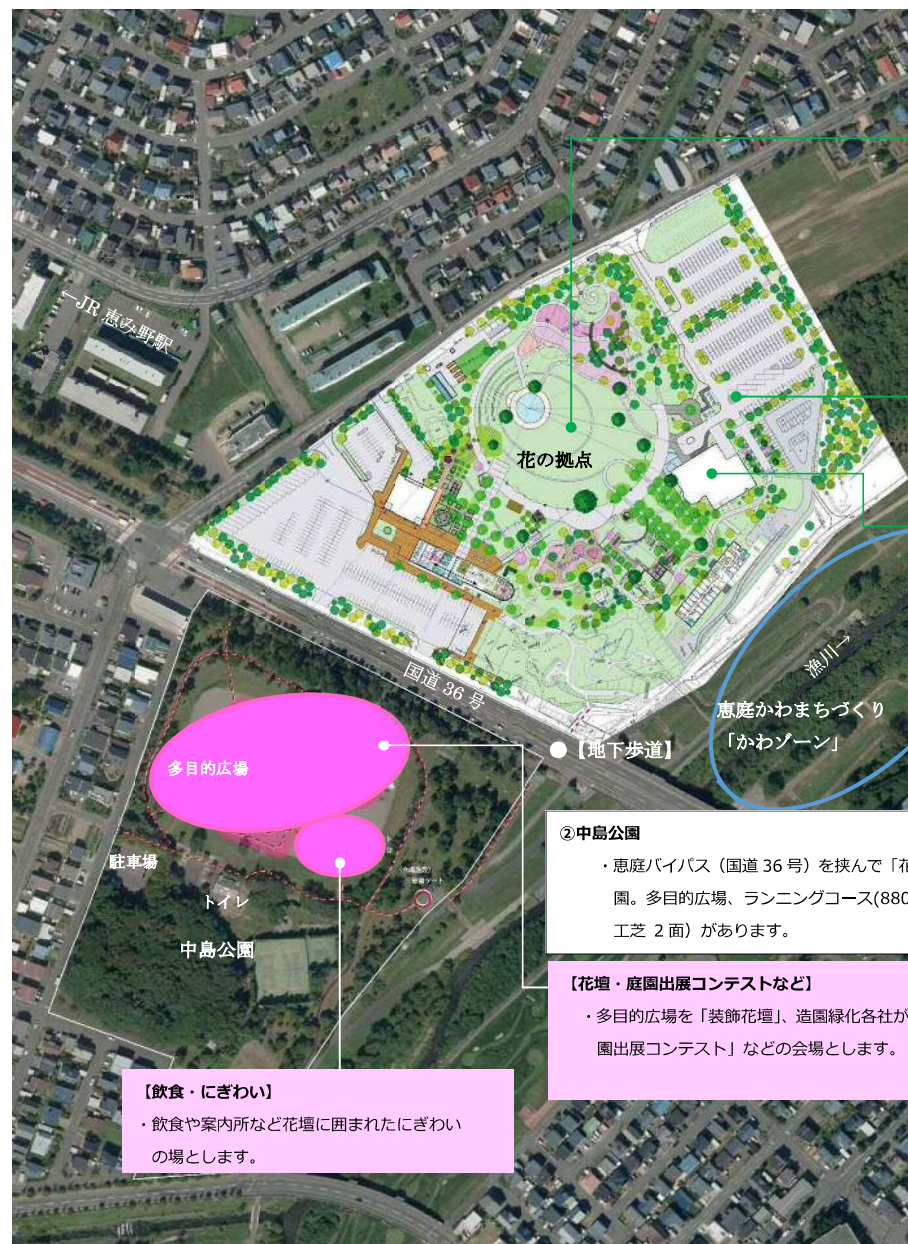 ←JR 恵み野駅
花の拠点
国道 36 号
漁川→
恵庭かわまちづくり
「かわゾーン」
●【地下歩道】
多目的広場
駐車場
トイレ
中島公園
②中島公園
・恵庭バイパス（国道 36 号）を挟んで「花
園。多目的広場、ランニングコース(880
工芝 2 面）があります。
【花壇・庭園出展コンテストなど】
・多目的広場を「装飾花壇」、造園緑化各社が
園出展コンテスト」などの会場とします。
【飲食・にぎわい】
・飲食や案内所など花壇に囲まれたにぎわい
の場とします。